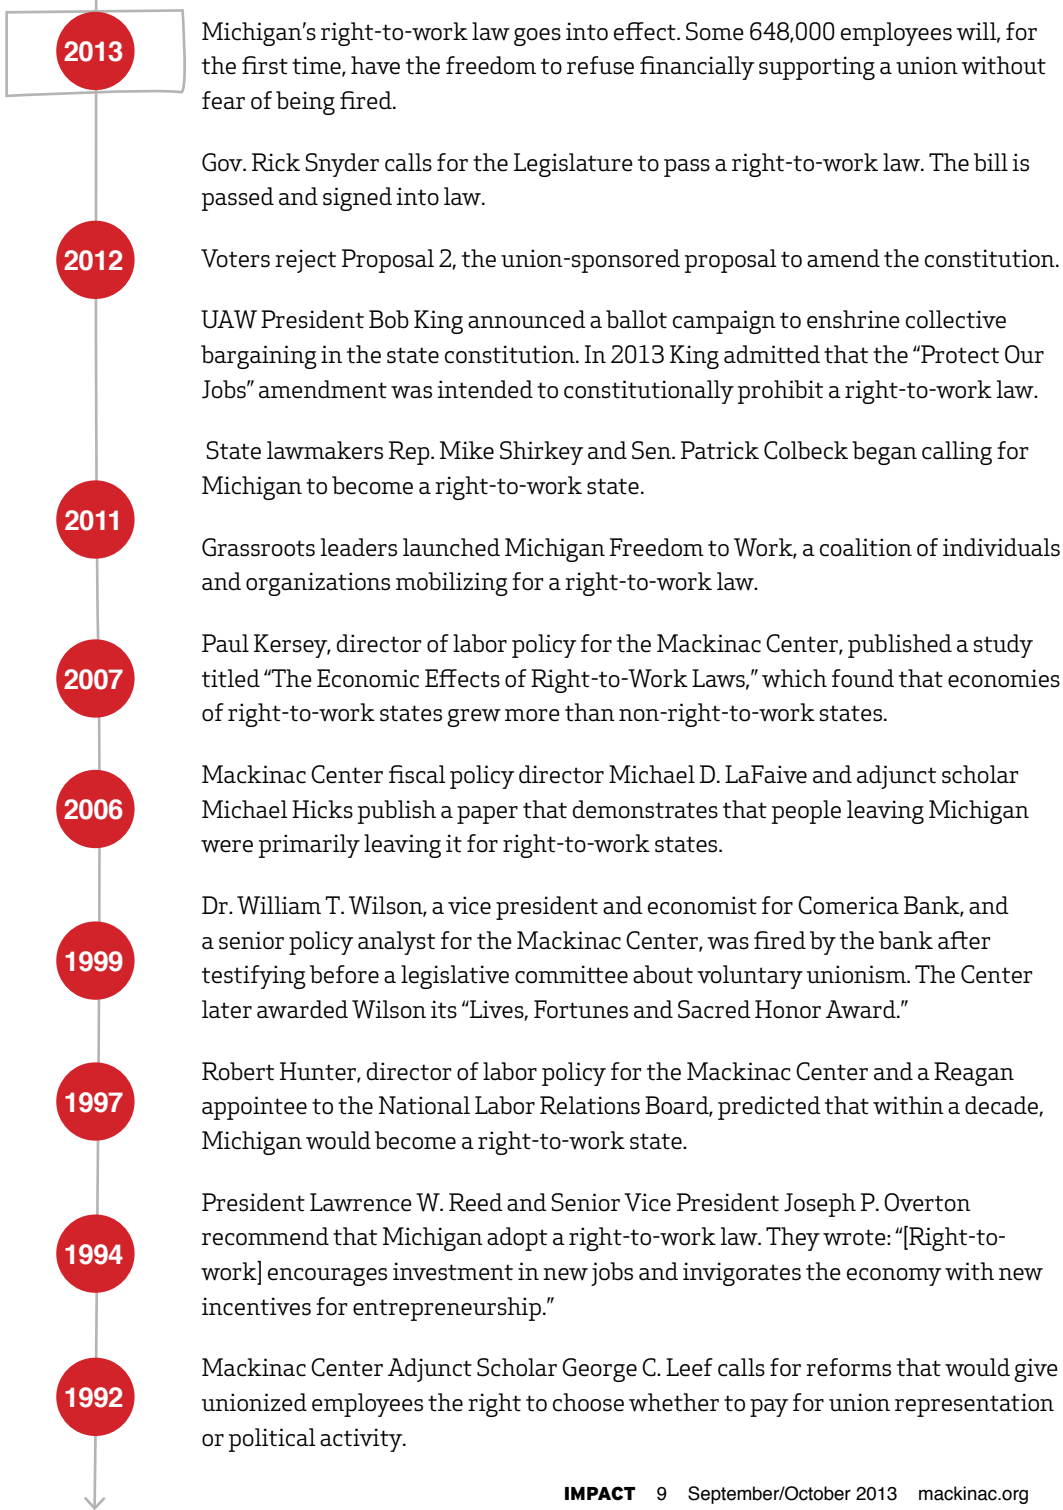 2013
Michigan’s right-to-work law goes into effect. Some 648,000 employees will, for
the first time, have the freedom to refuse financially supporting a union without
fear of being fired.
Gov. Rick Snyder calls for the Legislature to pass a right-to-work law. The bill is
passed and signed into law.
2012
Voters reject Proposal 2, the union-sponsored proposal to amend the constitution.
UAW President Bob King announced a ballot campaign to enshrine collective
bargaining in the state constitution. In 2013 King admitted that the “Protect Our
Jobs” amendment was intended to constitutionally prohibit a right-to-work law.
State lawmakers Rep. Mike Shirkey and Sen. Patrick Colbeck began calling for
Michigan to become a right-to-work state.
2011
Grassroots leaders launched Michigan Freedom to Work, a coalition of individuals
and organizations mobilizing for a right-to-work law.
2007
Paul Kersey, director of labor policy for the Mackinac Center, published a study
titled “The Economic Effects of Right-to-Work Laws,” which found that economies
of right-to-work states grew more than non-right-to-work states.
2006
Mackinac Center fiscal policy director Michael D. LaFaive and adjunct scholar
Michael Hicks publish a paper that demonstrates that people leaving Michigan
were primarily leaving it for right-to-work states.
1999
Dr. William T. Wilson, a vice president and economist for Comerica Bank, and
a senior policy analyst for the Mackinac Center, was fired by the bank after
testifying before a legislative committee about voluntary unionism. The Center
later awarded Wilson its “Lives, Fortunes and Sacred Honor Award.”
1997
Robert Hunter, director of labor policy for the Mackinac Center and a Reagan
appointee to the National Labor Relations Board, predicted that within a decade,
Michigan would become a right-to-work state.
1994
President Lawrence W. Reed and Senior Vice President Joseph P. Overton
recommend that Michigan adopt a right-to-work law. They wrote: “[Right-to-
work] encourages investment in new jobs and invigorates the economy with new
incentives for entrepreneurship.”
1992
Mackinac Center Adjunct Scholar George C. Leef calls for reforms that would give
unionized employees the right to choose whether to pay for union representation
or political activity.
IMPACT 9 September/October 2013 mackinac.org